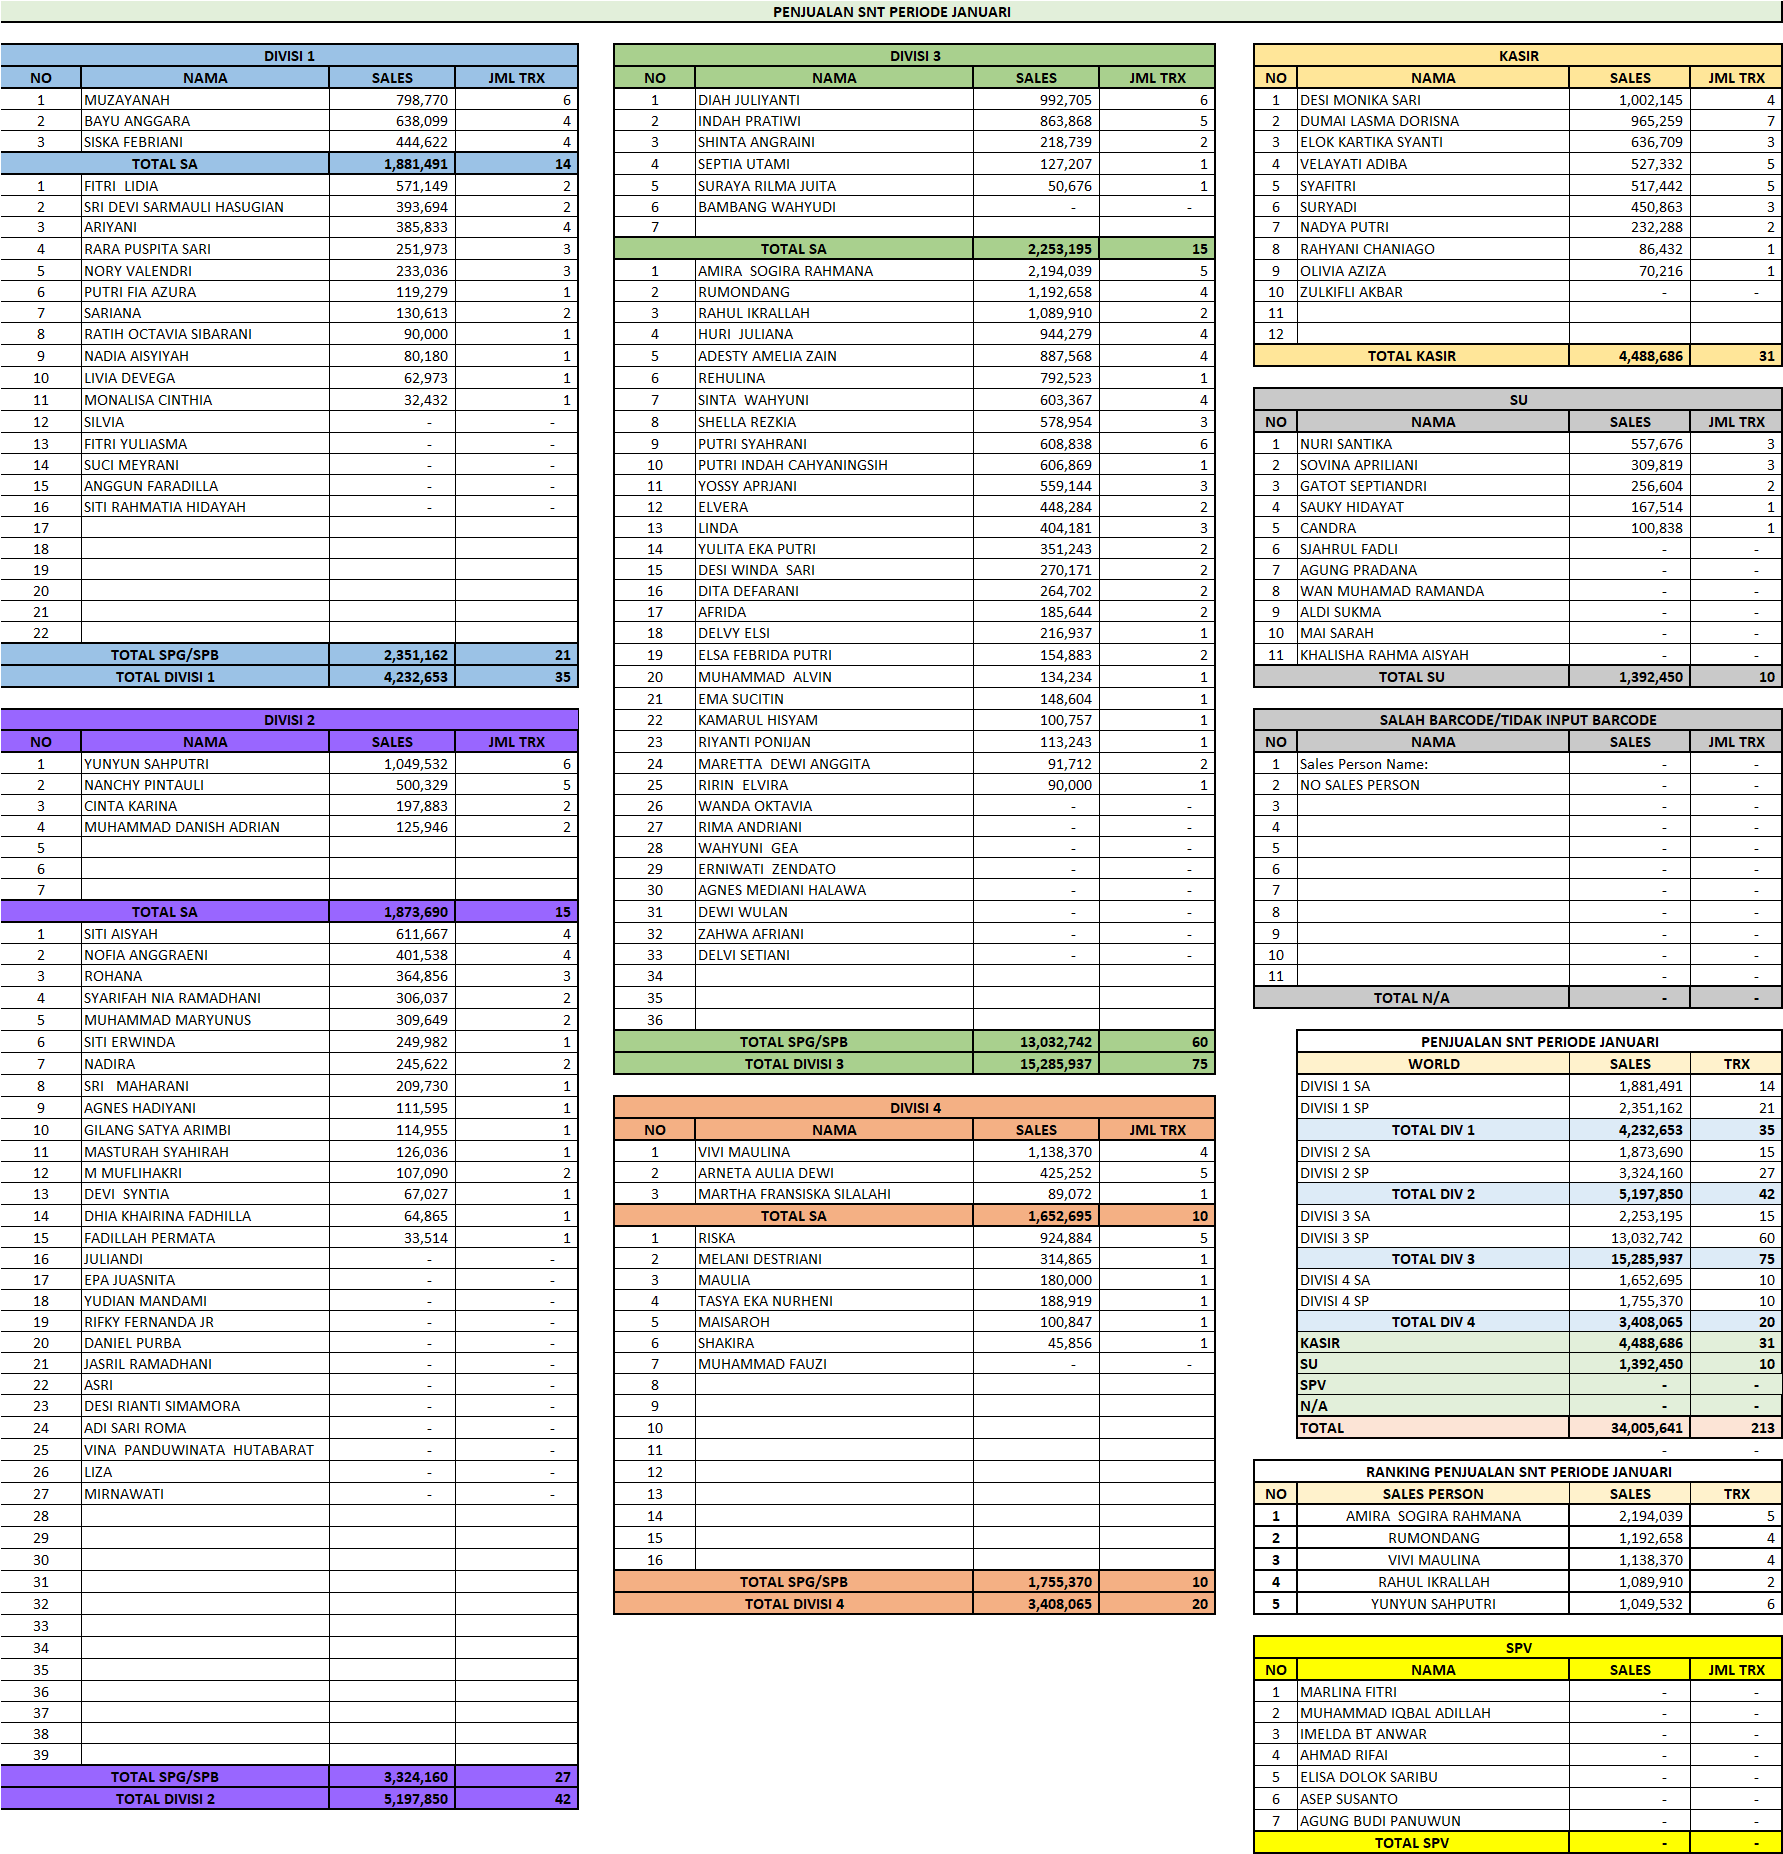 PENJUALAN SNT PERIODE JANUARI
DIVISI 1
NO NAMA SALES JML TRX
1 MUZAYANAH 798,770 6
2 BAYU ANGGARA 638,099 4
3 SISKA FEBRIANI 444,622 4
TOTAL SA 1,881,491 14
1 FITRI  LIDIA 571,149 2
2 SRI DEVI SARMAULI HASUGIAN 393,694 2
3 ARIYANI 385,833 4
4 RARA PUSPITA SARI 251,973 3
5 NORY VALENDRI 233,036 3
6 PUTRI FIA AZURA 119,279 1
7 SARIANA 130,613 2
8 RATIH OCTAVIA SIBARANI 90,000 1
9 NADIA AISYIYAH 80,180 1
10 LIVIA DEVEGA 62,973 1
11 MONALISA CINTHIA 32,432 1
12 SILVIA - -
13 FITRI YULIASMA - -
14 SUCI MEYRANI - -
15 ANGGUN FARADILLA - -
16 SITI RAHMATIA HIDAYAH - -
17
18
19
20
21
22
TOTAL SPG/SPB 2,351,162 21
TOTAL DIVISI 1 4,232,653 35
DIVISI 2
NO NAMA SALES JML TRX
1 YUNYUN SAHPUTRI 1,049,532 6
2 NANCHY PINTAULI 500,329 5
3 CINTA KARINA 197,883 2
4 MUHAMMAD DANISH ADRIAN 125,946 2
5
6
7
TOTAL SA 1,873,690 15
1 SITI AISYAH 611,667 4
2 NOFIA ANGGRAENI 401,538 4
3 ROHANA 364,856 3
4 SYARIFAH NIA RAMADHANI 306,037 2
5 MUHAMMAD MARYUNUS 309,649 2
6 SITI ERWINDA 249,982 1
7 NADIRA 245,622 2
8 SRI   MAHARANI 209,730 1
9 AGNES HADIYANI 111,595 1
10 GILANG SATYA ARIMBI 114,955 1
11 MASTURAH SYAHIRAH 126,036 1
12 M MUFLIHAKRI 107,090 2
13 DEVI  SYNTIA 67,027 1
14 DHIA KHAIRINA FADHILLA 64,865 1
15 FADILLAH PERMATA 33,514 1
16 JULIANDI - -
17 EPA JUASNITA - -
18 YUDIAN MANDAMI - -
19 RIFKY FERNANDA JR - -
20 DANIEL PURBA - -
21 JASRIL RAMADHANI - -
22 ASRI - -
23 DESI RIANTI SIMAMORA - -
24 ADI SARI ROMA - -
25 VINA  PANDUWINATA  HUTABARAT - -
26 LIZA - -
27 MIRNAWATI - -
28
29
30
31
32
33
34
35
36
37
38
39
TOTAL SPG/SPB 3,324,160 27
TOTAL DIVISI 2 5,197,850 42
DIVISI 3
NO NAMA SALES JML TRX
1 DIAH JULIYANTI 992,705 6
2 INDAH PRATIWI 863,868 5
3 SHINTA ANGRAINI 218,739 2
4 SEPTIA UTAMI 127,207 1
5 SURAYA RILMA JUITA 50,676 1
6 BAMBANG WAHYUDI - -
7
TOTAL SA 2,253,195 15
1 AMIRA  SOGIRA RAHMANA 2,194,039 5
2 RUMONDANG 1,192,658 4
3 RAHUL IKRALLAH 1,089,910 2
4 HURI  JULIANA 944,279 4
5 ADESTY AMELIA ZAIN 887,568 4
6 REHULINA 792,523 1
7 SINTA  WAHYUNI 603,367 4
8 SHELLA REZKIA 578,954 3
9 PUTRI SYAHRANI 608,838 6
10 PUTRI INDAH CAHYANINGSIH 606,869 1
11 YOSSY APRJANI 559,144 3
12 ELVERA 448,284 2
13 LINDA 404,181 3
14 YULITA EKA PUTRI 351,243 2
15 DESI WINDA  SARI 270,171 2
16 DITA DEFARANI 264,702 2
17 AFRIDA 185,644 2
18 DELVY ELSI 216,937 1
19 ELSA FEBRIDA PUTRI 154,883 2
20 MUHAMMAD  ALVIN 134,234 1
21 EMA SUCITIN 148,604 1
22 KAMARUL HISYAM 100,757 1
23 RIYANTI PONIJAN 113,243 1
24 MARETTA  DEWI ANGGITA 91,712 2
25 RIRIN  ELVIRA 90,000 1
26 WANDA OKTAVIA - -
27 RIMA ANDRIANI - -
28 WAHYUNI  GEA - -
29 ERNIWATI  ZENDATO - -
30 AGNES MEDIANI HALAWA - -
31 DEWI WULAN - -
32 ZAHWA AFRIANI - -
33 DELVI SETIANI - -
34
35
36
TOTAL SPG/SPB 13,032,742 60
TOTAL DIVISI 3 15,285,937 75
DIVISI 4
NO NAMA SALES JML TRX
1 VIVI MAULINA 1,138,370 4
2 ARNETA AULIA DEWI 425,252 5
3 MARTHA FRANSISKA SILALAHI 89,072 1
TOTAL SA 1,652,695 10
1 RISKA 924,884 5
2 MELANI DESTRIANI 314,865 1
3 MAULIA 180,000 1
4 TASYA EKA NURHENI 188,919 1
5 MAISAROH 100,847 1
6 SHAKIRA 45,856 1
7 MUHAMMAD FAUZI - -
8
9
10
11
12
13
14
15
16
TOTAL SPG/SPB 1,755,370 10
TOTAL DIVISI 4 3,408,065 20
KASIR
NO NAMA SALES JML TRX
1 DESI MONIKA SARI 1,002,145 4
2 DUMAI LASMA DORISNA 965,259 7
3 ELOK KARTIKA SYANTI 636,709 3
4 VELAYATI ADIBA 527,332 5
5 SYAFITRI 517,442 5
6 SURYADI 450,863 3
7 NADYA PUTRI 232,288 2
8 RAHYANI CHANIAGO 86,432 1
9 OLIVIA AZIZA 70,216 1
10 ZULKIFLI AKBAR - -
11
12
TOTAL KASIR 4,488,686 31
SU
NO NAMA SALES JML TRX
1 NURI SANTIKA 557,676 3
2 SOVINA APRILIANI 309,819 3
3 GATOT SEPTIANDRI 256,604 2
4 SAUKY HIDAYAT 167,514 1
5 CANDRA 100,838 1
6 SJAHRUL FADLI - -
7 AGUNG PRADANA - -
8 WAN MUHAMAD RAMANDA - -
9 ALDI SUKMA - -
10 MAI SARAH - -
11 KHALISHA RAHMA AISYAH - -
TOTAL SU 1,392,450 10
SALAH BARCODE/TIDAK INPUT BARCODE
NO NAMA SALES JML TRX
1 Sales Person Name: - -
2 NO SALES PERSON - -
3 - -
4 - -
5 - -
6 - -
7 - -
8 - -
9 - -
10 - -
11 - -
TOTAL N/A - -
PENJUALAN SNT PERIODE JANUARI
WORLD SALES TRX
DIVISI 1 SA 1,881,491 14
DIVISI 1 SP 2,351,162 21
TOTAL DIV 1 4,232,653 35
DIVISI 2 SA 1,873,690 15
DIVISI 2 SP 3,324,160 27
TOTAL DIV 2 5,197,850 42
DIVISI 3 SA 2,253,195 15
DIVISI 3 SP 13,032,742 60
TOTAL DIV 3 15,285,937 75
DIVISI 4 SA 1,652,695 10
DIVISI 4 SP 1,755,370 10
TOTAL DIV 4 3,408,065 20
KASIR 4,488,686 31
SU 1,392,450 10
SPV - -
N/A - -
TOTAL 34,005,641 213
- -
RANKING PENJUALAN SNT PERIODE JANUARI
NO SALES PERSON SALES TRX
1 AMIRA  SOGIRA RAHMANA 2,194,039 5
2 RUMONDANG 1,192,658 4
3 VIVI MAULINA 1,138,370 4
4 RAHUL IKRALLAH 1,089,910 2
5 YUNYUN SAHPUTRI 1,049,532 6
SPV
NO NAMA SALES JML TRX
1 MARLINA FITRI - -
2 MUHAMMAD IQBAL ADILLAH - -
3 IMELDA BT ANWAR - -
4 AHMAD RIFAI - -
5 ELISA DOLOK SARIBU - -
6 ASEP SUSANTO - -
7 AGUNG BUDI PANUWUN - -
TOTAL SPV - -